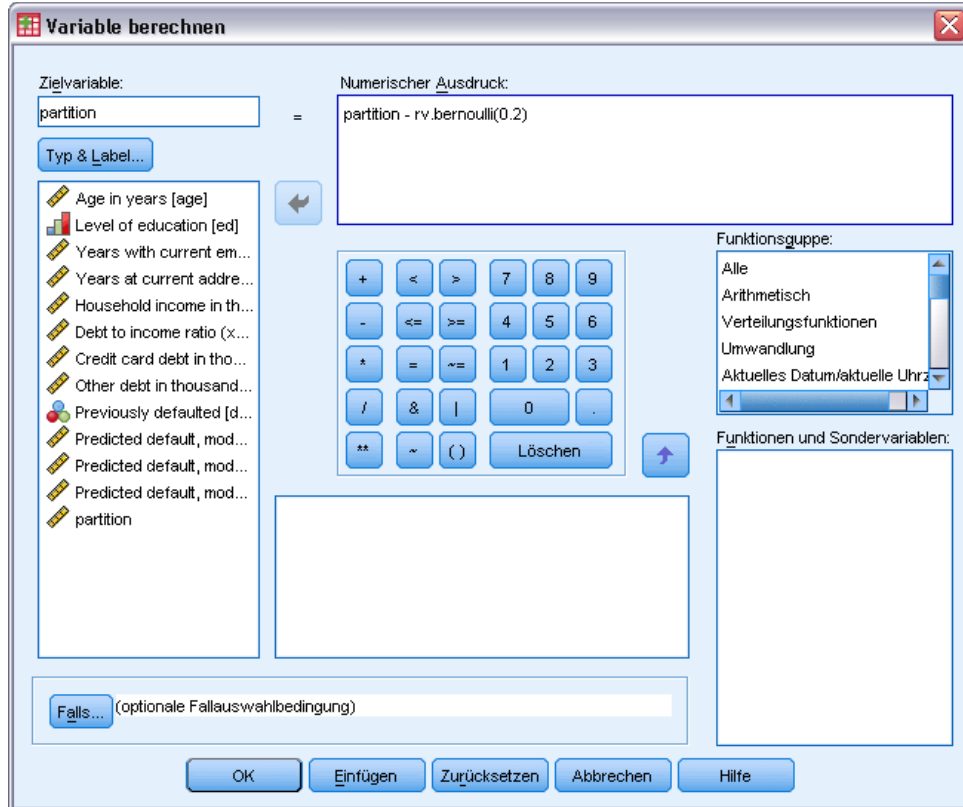 Variable berechnen
Zielvariable:
partition
=
Numerischer Ausdruck:
partition - rv.bernoulli(0.2)
Typ & Label...
Age in years [age]
Level of education [ed]
Years with current em...
Years at current addre...
Household income in th...
Debt to income ratio (x...
Credit card debt in tho...
Other debt in thousand...
Previously defaulted [d...
Predicted default, mod...
Predicted default, mod...
Predicted default, mod...
partition
+ < > 7 8 9
- <= >= 4 5 6
* = ~= 1 2 3
/ & | 0 .
** ~ ( ) Löschen
Funktionsgruppe:
Alle
Arithmetisch
Verteilungsfunktionen
Umwandlung
Aktuelles Datum/aktuelle Uhrz
Funktionen und Sondervariablen:
Falls... (optionale Fallauswahlbedingung)
OK Einfügen Zurücksetzen Abbrechen Hilfe